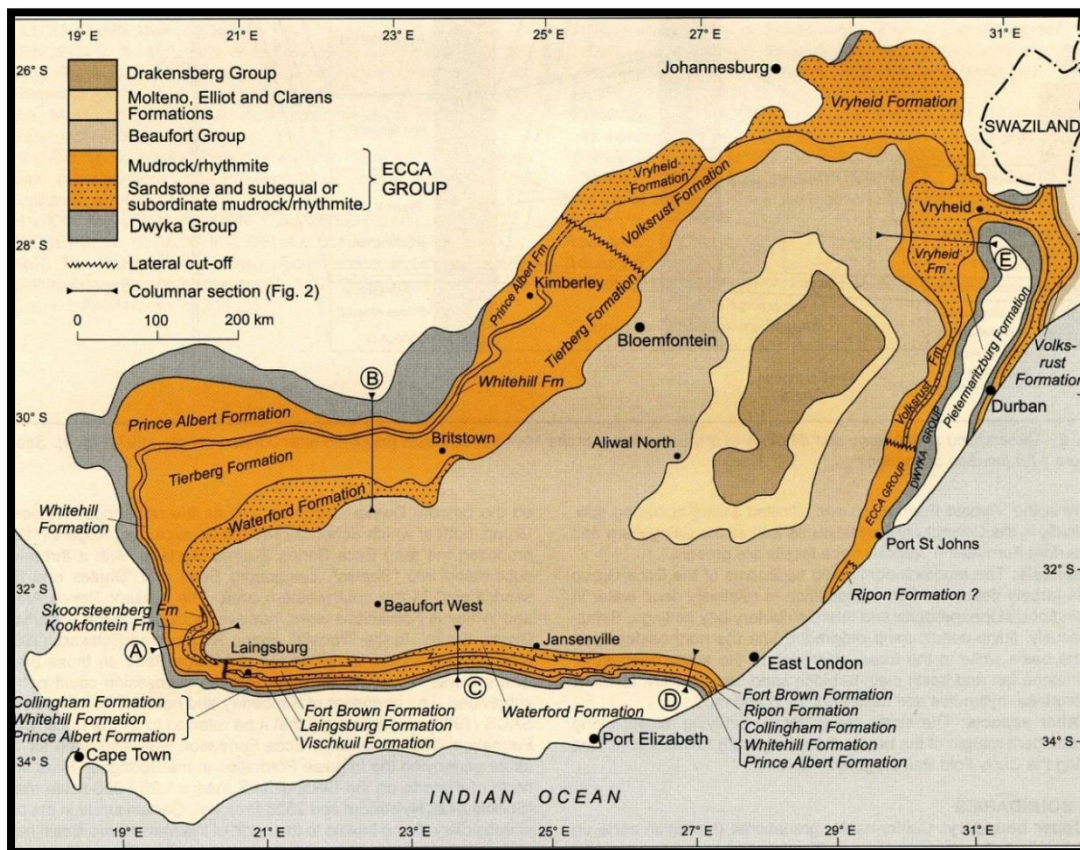 19° E
21° E
25° E
27° E
29° E
31° E
26° S
28° S
30° S
32° S
34° S
Drakensberg Group
Molteno, Elliot and Clarens
Formations
Beaufort Group
Mudrock/rhythmite
Sandstone and subequal or
subordinate mudrock/rhythmite
ECCA
GROUP
Dwyka Group
Lateral cut-off
Columnar section (Fig. 2)
0 100 200 km
Johannesburg
Vryheid Formation
SWAZILAND
Vryheid
Formation
Volksrust Formation
Vryheid
Vryheid
Fm
E
Prince Albert Fm
Kimberley
Tierberg Formation
Bloemfontein
Whitehill Fm
Volksrust Fm
Pietermaritzburg Formation
DWYKA GROUP
Volks-
rust
Formation
Durban
B
Prince Albert Formation
Britstown
Aliwal North
Tierberg Formation
Waterford Formation
ECCA GROUP
Whitehill
Formation
Port St Johns
32° S
Ripon Formation ?
Skoorsteenberg Fm
Kookfontein Fm
Beaufort West
A
Laingsburg
Jansenville
East London
C
D
Collingham Formation
Whitehill Formation
Prince Albert Formation
Fort Brown Formation
Laingsburg Formation
Vischkuil Formation
Waterford Formation
Fort Brown Formation
Ripon Formation
Collingham Formation
Whitehill Formation
Prince Albert Formation
Port Elizabeth
34° S
Cape Town
INDIAN OCEAN
19° E
21° E
23° E
25° E
27° E
29° E
31° E